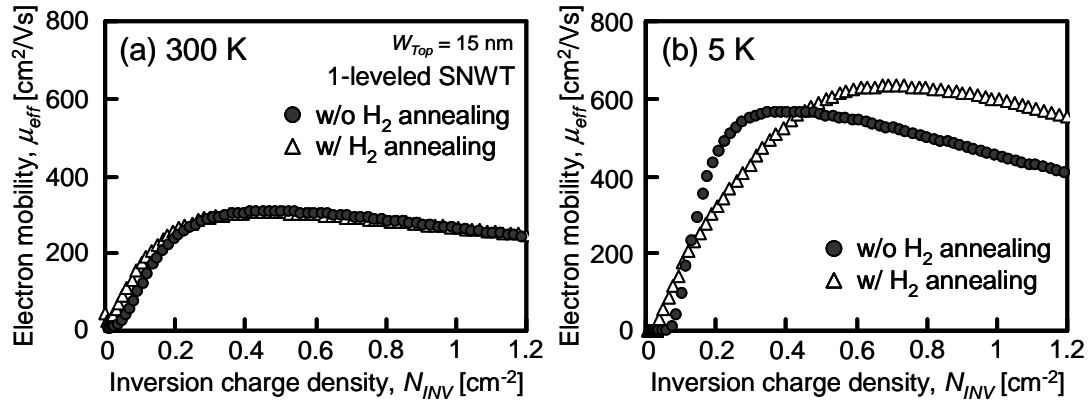 800
600
400
200
0
Electron mobility, μeff [cm²/Vs]
(a) 300 K
WTop = 15 nm
1-leveled SNWT
w/o H₂ annealing
w/ H₂ annealing
0 0.2 0.4 0.6 0.8 1 1.2
Inversion charge density, NINV [cm⁻²]
800
600
400
200
0
Electron mobility, μeff [cm²/Vs]
(b) 5 K
w/o H₂ annealing
w/ H₂ annealing
0 0.2 0.4 0.6 0.8 1 1.2
Inversion charge density, NINV [cm⁻²]